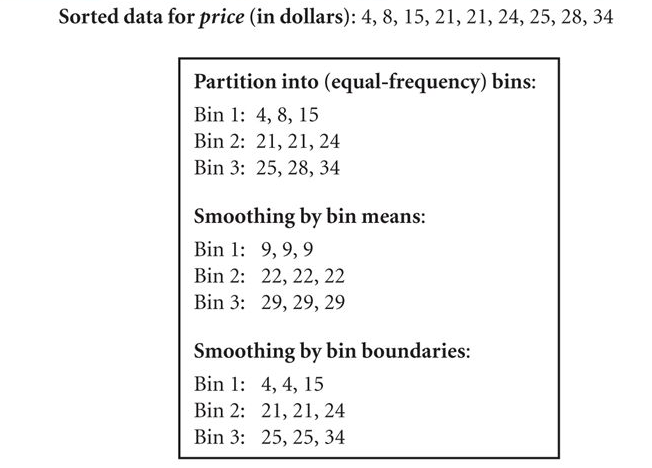 Sorted data for price (in dollars): 4, 8, 15, 21, 21, 24, 25, 28, 34
Partition into (equal-frequency) bins:
Bin 1: 4, 8, 15
Bin 2: 21, 21, 24
Bin 3: 25, 28, 34
Smoothing by bin means:
Bin 1: 9, 9, 9
Bin 2: 22, 22, 22
Bin 3: 29, 29, 29
Smoothing by bin boundaries:
Bin 1: 4, 4, 15
Bin 2: 21, 21, 24
Bin 3: 25, 25, 34